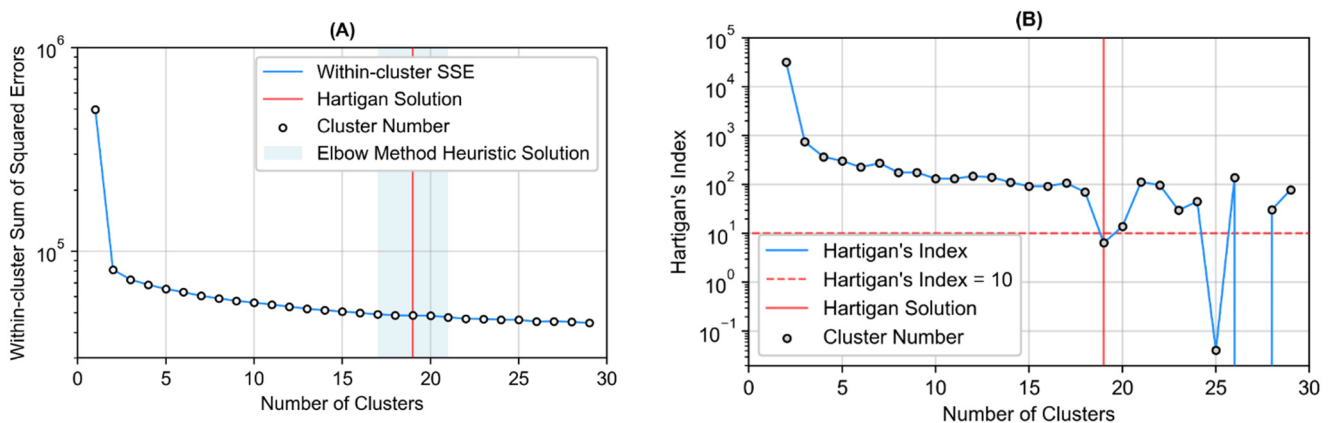 (A)
Within-cluster Sum of Squared Errors
10^6
10^5
Within-cluster SSE
Hartigan Solution
Cluster Number
Elbow Method Heuristic Solution
0 5 10 15 20 25 30
Number of Clusters
(B)
Hartigan's Index
10^5
10^4
10^3
10^2
10^1
10^0
10^−1
Hartigan's Index
Hartigan's Index = 10
Hartigan Solution
Cluster Number
0 5 10 15 20 25 30
Number of Clusters